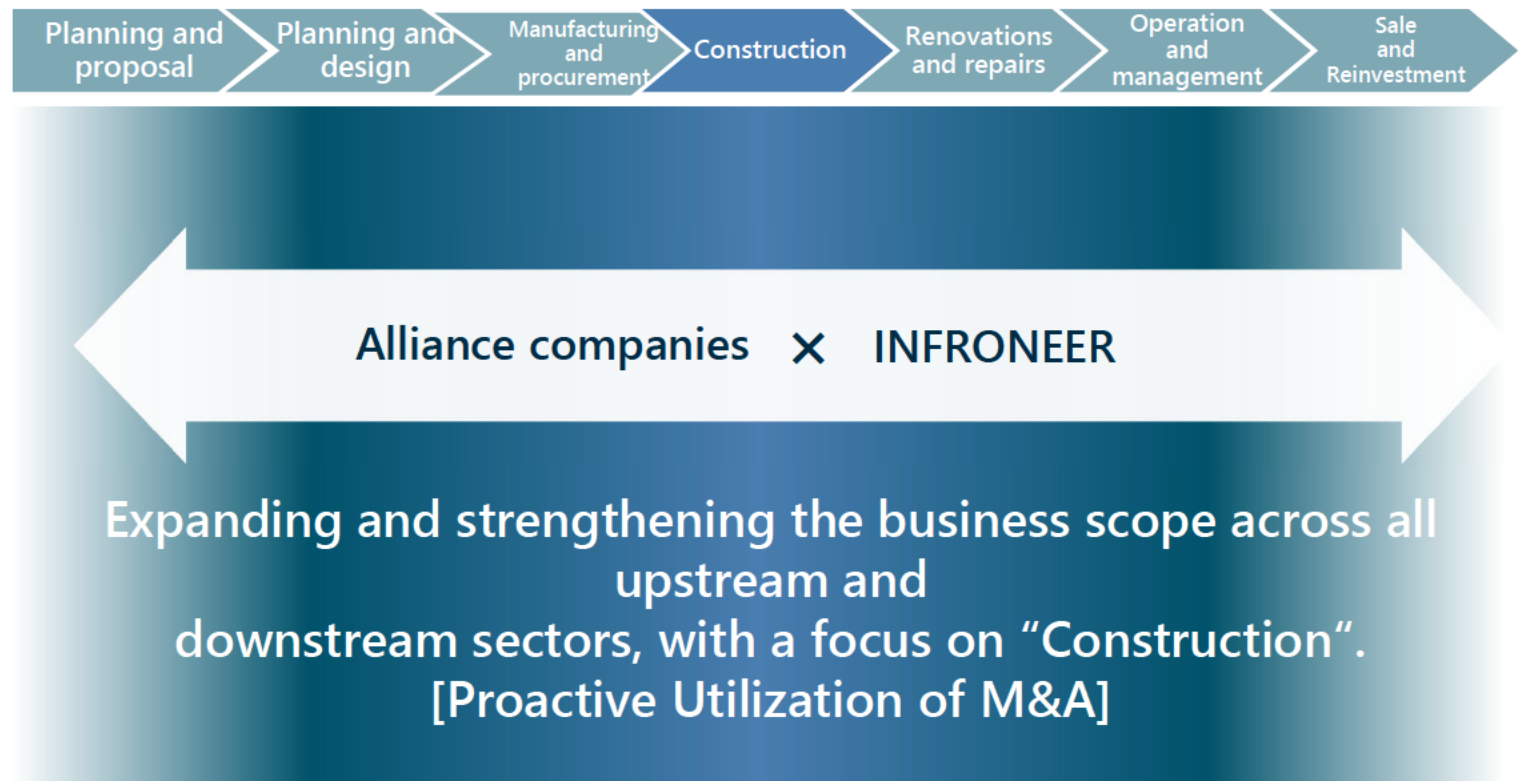 Planning and
proposal
Planning and
design
Manufacturing
and
procurement
Construction
Renovations
and repairs
Operation
and
management
Sale
and
Reinvestment
Alliance companies × INFRONEER
Expanding and strengthening the business scope across all
upstream and
downstream sectors, with a focus on “Construction“.
[Proactive Utilization of M&A]